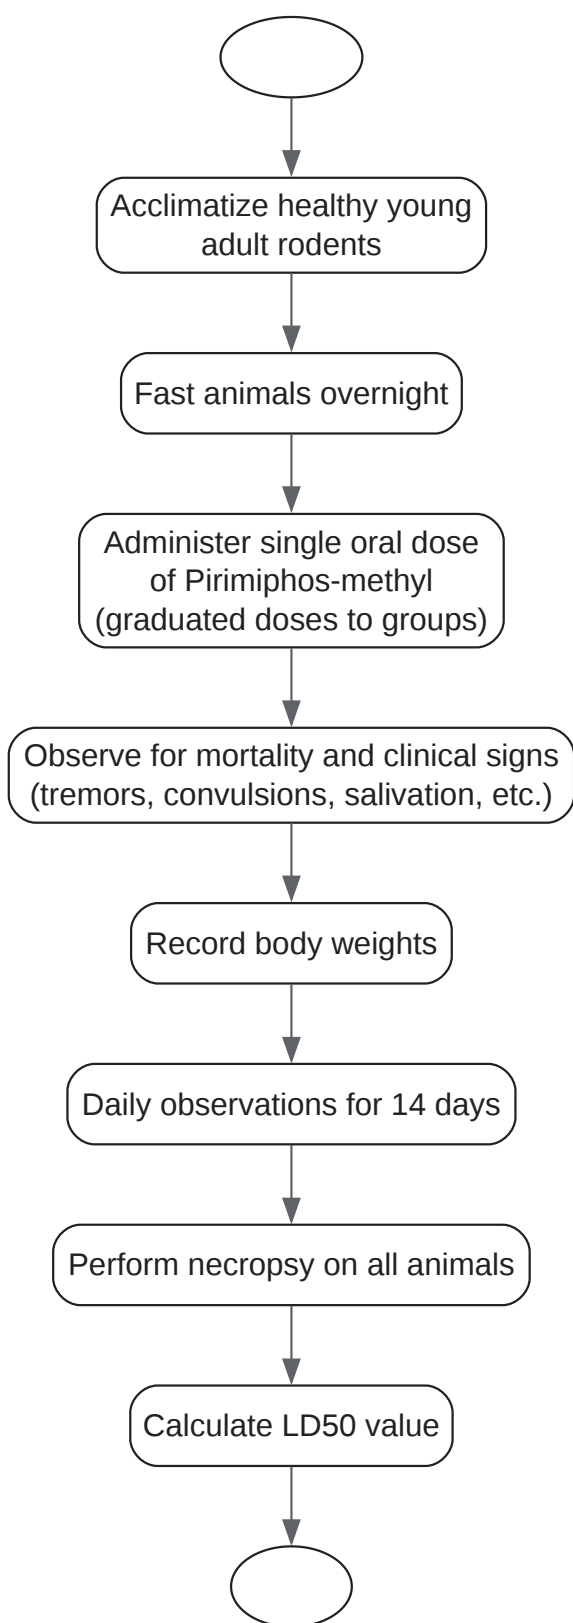 Acclimatize healthy young
adult rodents
Fast animals overnight
Administer single oral dose
of Pirimiphos-methyl
(graduated doses to groups)
Observe for mortality and clinical signs
(tremors, convulsions, salivation, etc.)
Record body weights
Daily observations for 14 days
Perform necropsy on all animals
Calculate LD50 value